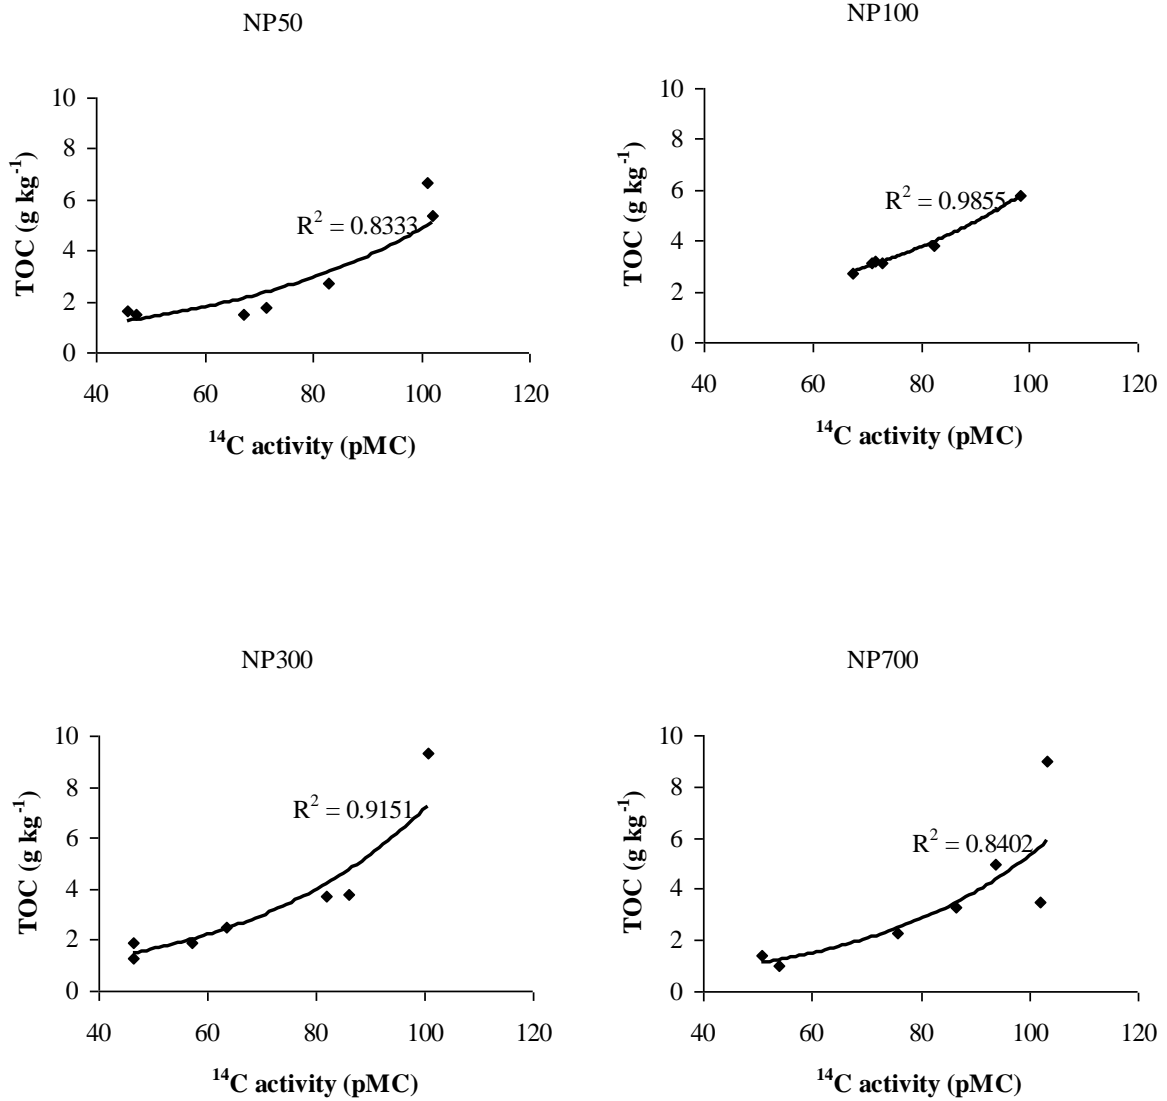 NP50
10
8
6
4
2
0
TOC (g kg⁻¹)
R² = 0.8333
40 60 80 100 120
¹⁴C activity (pMC)
NP100
10
8
6
4
2
0
TOC (g kg⁻¹)
R² = 0.9855
40 60 80 100 120
¹⁴C activity (pMC)
NP300
10
8
6
4
2
0
TOC (g kg⁻¹)
R² = 0.9151
40 60 80 100 120
¹⁴C activity (pMC)
NP700
10
8
6
4
2
0
TOC (g kg⁻¹)
R² = 0.8402
40 60 80 100 120
¹⁴C activity (pMC)